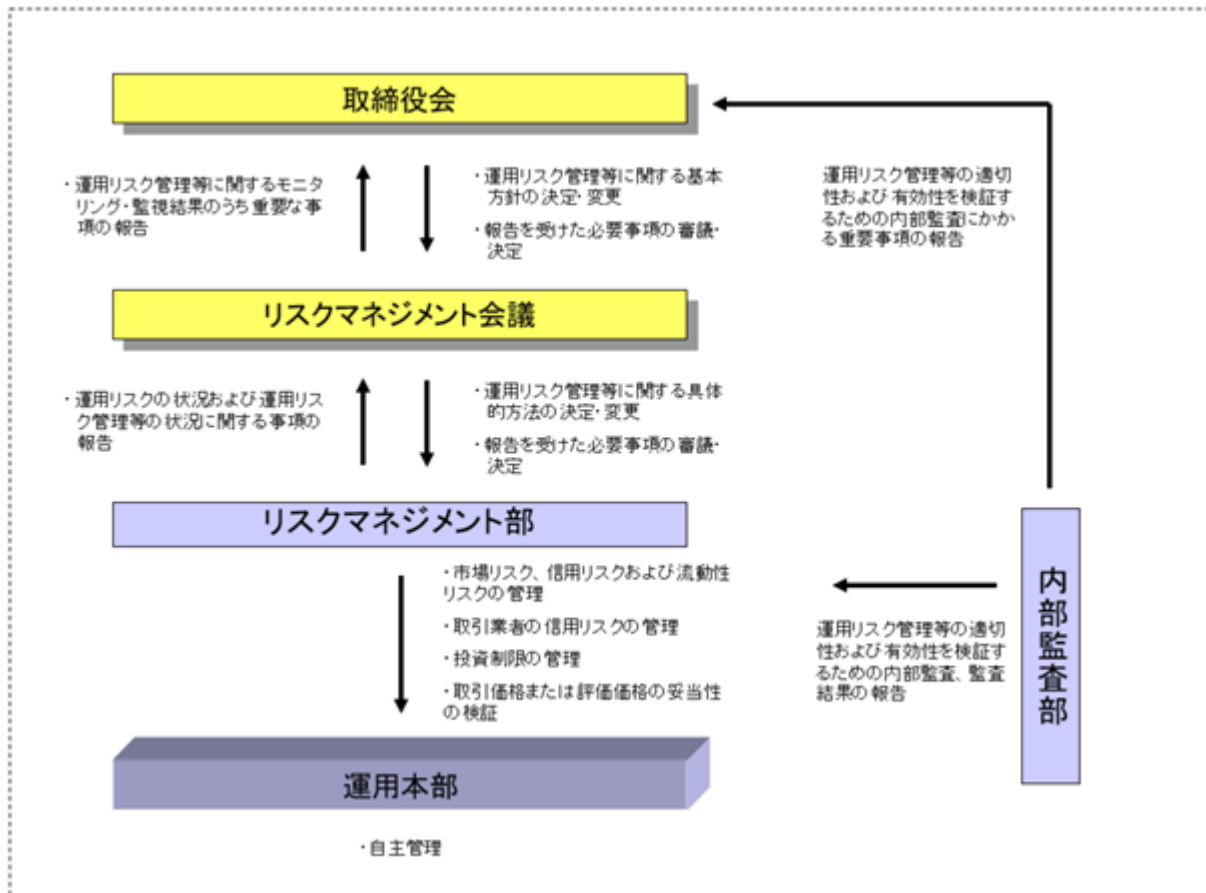 取締役会
・運用リスク管理等に関するモニタ
リング・監視結果のうち重要な事
項の報告
・運用リスク管理等に関する基本
方針の決定・変更
・報告を受けた必要事項の審議・
決定
運用リスク管理等の適切
性および有効性を検証す
るための内部監査にかか
る重要事項の報告
リスクマネジメント会議
・運用リスクの状況および運用リス
ク管理等の状況に関する事項の
報告
・運用リスク管理等に関する具体
的方法の決定・変更
・報告を受けた必要事項の審議・
決定
リスクマネジメント部
・市場リスク、信用リスクおよび流動性
リスクの管理
・取引業者の信用リスクの管理
・投資制限の管理
・取引価格または評価価格の妥当性
の検証
運用リスク管理等の適切
性および有効性を検証す
るための内部監査、監査
結果の報告
内部監査部
運用本部
・自主管理